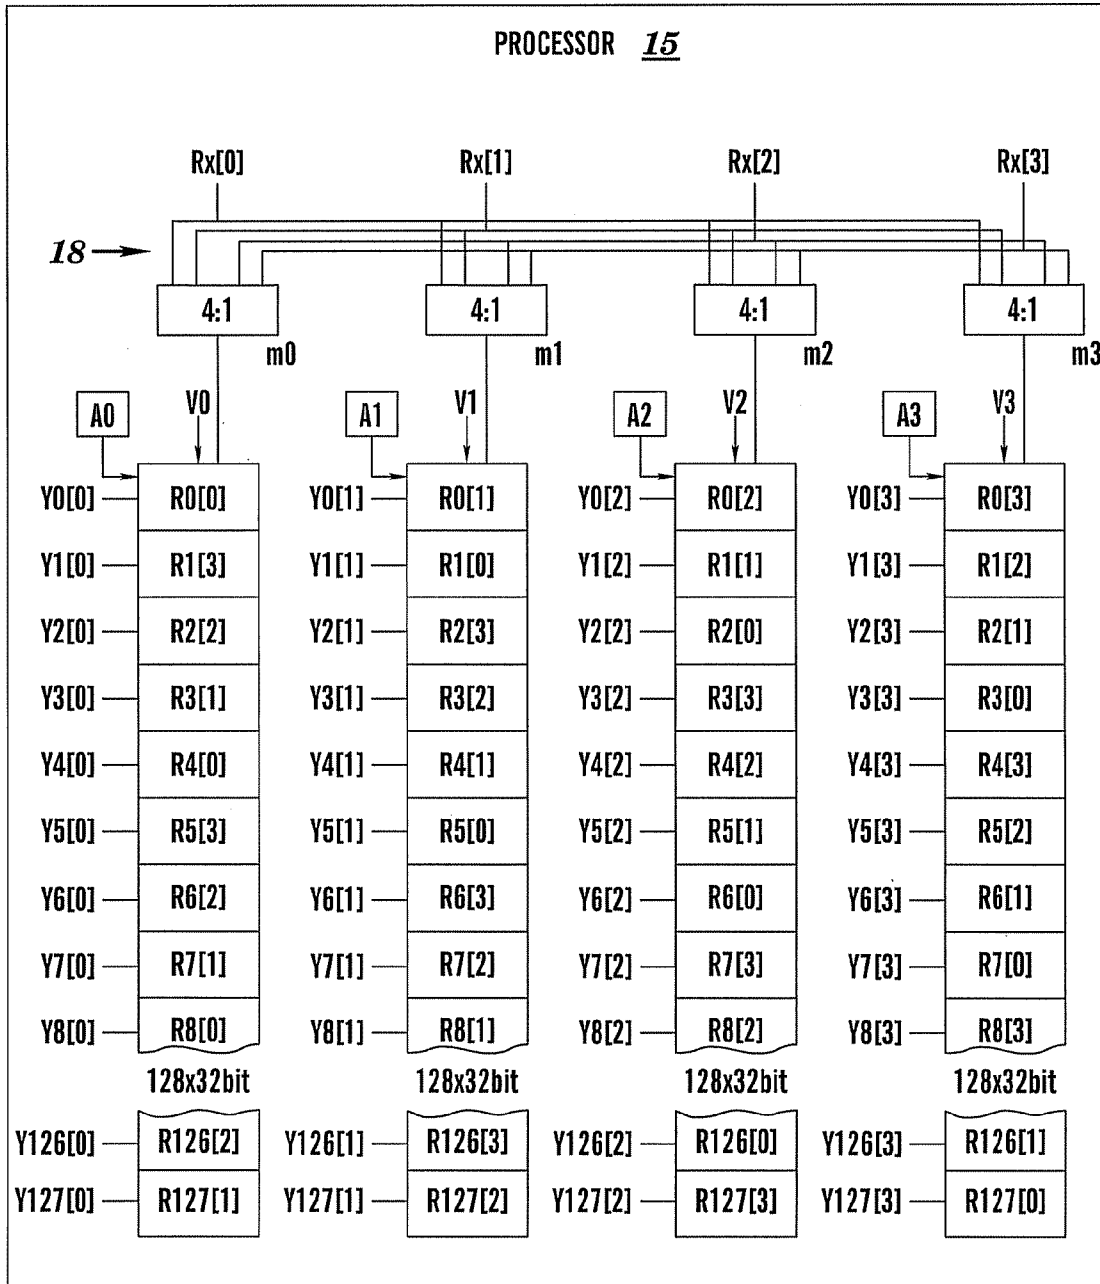 PROCESSOR 15
Rx[0] Rx[1] Rx[2] Rx[3]
18
4:1 4:1 4:1 4:1
m0 m1 m2 m3
A0 V0 A1 V1 A2 V2 A3 V3
Y0[0] R0[0] Y0[1] R0[1] Y0[2] R0[2] Y0[3] R0[3]
Y1[0] R1[3] Y1[1] R1[0] Y1[2] R1[1] Y1[3] R1[2]
Y2[0] R2[2] Y2[1] R2[3] Y2[2] R2[0] Y2[3] R2[1]
Y3[0] R3[1] Y3[1] R3[2] Y3[2] R3[3] Y3[3] R3[0]
Y4[0] R4[0] Y4[1] R4[1] Y4[2] R4[2] Y4[3] R4[3]
Y5[0] R5[3] Y5[1] R5[0] Y5[2] R5[1] Y5[3] R5[2]
Y6[0] R6[2] Y6[1] R6[3] Y6[2] R6[0] Y6[3] R6[1]
Y7[0] R7[1] Y7[1] R7[2] Y7[2] R7[3] Y7[3] R7[0]
Y8[0] R8[0] Y8[1] R8[1] Y8[2] R8[2] Y8[3] R8[3]
128x32bit 128x32bit 128x32bit 128x32bit
Y126[0] R126[2] Y126[1] R126[3] Y126[2] R126[0] Y126[3] R126[1]
Y127[0] R127[1] Y127[1] R127[2] Y127[2] R127[3] Y127[3] R127[0]